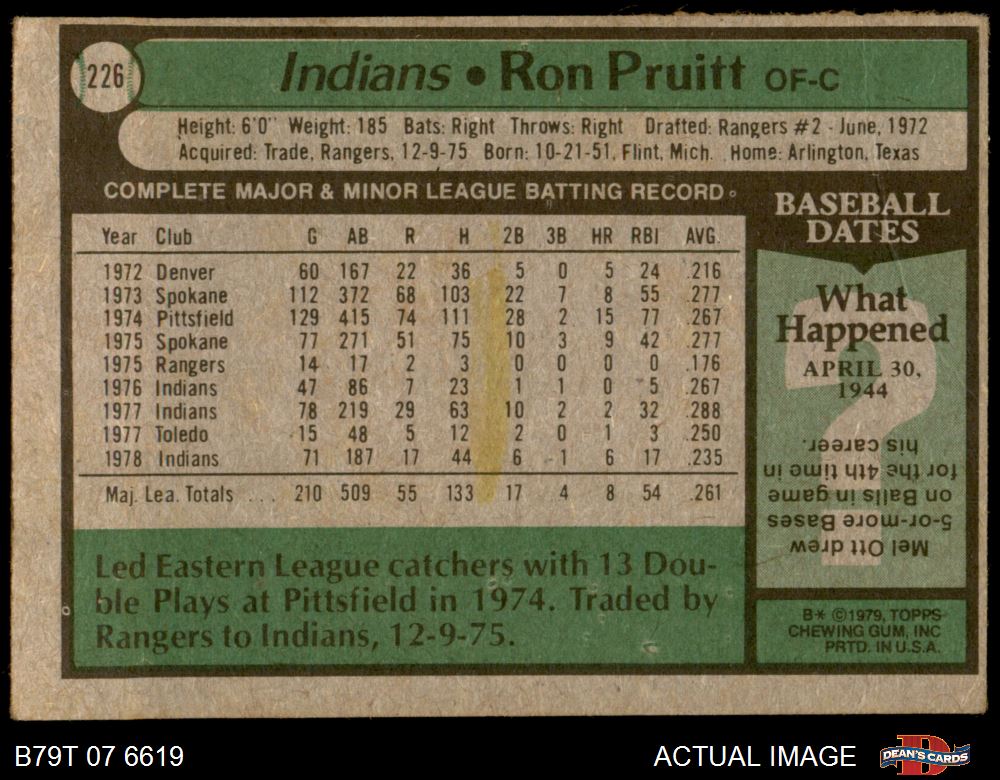 226
Indians • Ron Pruitt OF-C
Height: 6'0" Weight: 185 Bats: Right Throws: Right Drafted: Rangers #2 - June, 1972
Acquired: Trade, Rangers, 12-9-75 Born: 10-21-51, Flint, Mich. Home: Arlington, Texas
COMPLETE MAJOR & MINOR LEAGUE BATTING RECORD
Year Club G AB R H 2B 3B HR RBI AVG.
1972 Denver 60 167 22 36 5 0 5 24 .216
1973 Spokane 112 372 68 103 22 7 8 55 .277
1974 Pittsfield 129 415 74 111 28 2 15 77 .267
1975 Spokane 77 271 51 75 10 3 9 42 .277
1975 Rangers 14 17 2 3 0 0 0 0 .176
1976 Indians 47 86 7 23 1 1 0 5 .267
1977 Indians 78 219 29 63 10 2 2 32 .288
1977 Toledo 15 48 5 12 2 0 1 3 .250
1978 Indians 71 187 17 44 6 1 6 17 .235
Maj. Lea. Totals ... 210 509 55 133 17 4 8 54 .261
Led Eastern League catchers with 13 Dou-
ble Plays at Pittsfield in 1974. Traded by
Rangers to Indians, 12-9-75.
BASEBALL
DATES
What
Happened
APRIL 30,
1944
?
Mel Ott drew
5-or-more Bases
on Balls in game
for the 4th time in
his career.
B* ©1979, TOPPS
CHEWING GUM, INC
PRTD. IN U.S.A.
B79T 07 6619
ACTUAL IMAGE
DEAN'S CARDS